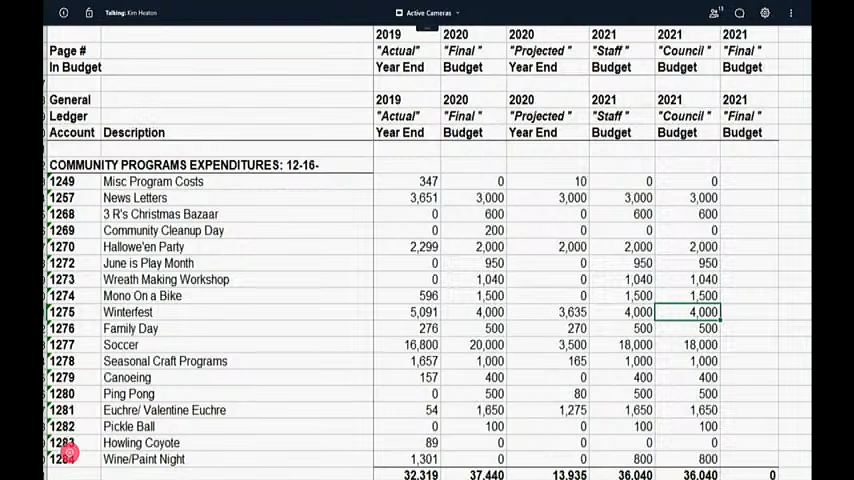 Talking: Kim Heaton Active Cameras 13
2019 2020 2020 2021 2021 2021
Page # "Actual" "Final " "Projected " "Staff " "Council " "Final "
In Budget Year End Budget Year End Budget Budget Budget
General 2019 2020 2020 2021 2021 2021
Ledger "Actual" "Final " "Projected " "Staff " "Council " "Final "
Account Description Year End Budget Year End Budget Budget Budget
COMMUNITY PROGRAMS EXPENDITURES: 12-16-
1249 Misc Program Costs 347 0 10 0 0
1257 News Letters 3,651 3,000 3,000 3,000 3,000
1268 3 R's Christmas Bazaar 0 600 0 600 600
1269 Community Cleanup Day 0 200 0 0 0
1270 Hallowe'en Party 2,299 2,000 2,000 2,000 2,000
1272 June is Play Month 0 950 0 950 950
1273 Wreath Making Workshop 0 1,040 0 1,040 1,040
1274 Mono On a Bike 596 1,500 0 1,500 1,500
1275 Winterfest 5,091 4,000 3,635 4,000 4,000
1276 Family Day 276 500 270 500 500
1277 Soccer 16,800 20,000 3,500 18,000 18,000
1278 Seasonal Craft Programs 1,657 1,000 165 1,000 1,000
1279 Canoeing 157 400 0 400 400
1280 Ping Pong 0 500 80 500 500
1281 Euchre/ Valentine Euchre 54 1,650 1,275 1,650 1,650
1282 Pickle Ball 0 100 0 100 100
1283 Howling Coyote 89 0 0 0 0
Wine/Paint Night 1,301 0 0 800 800
32,319 37,440 13,935 36,040 36,040 0